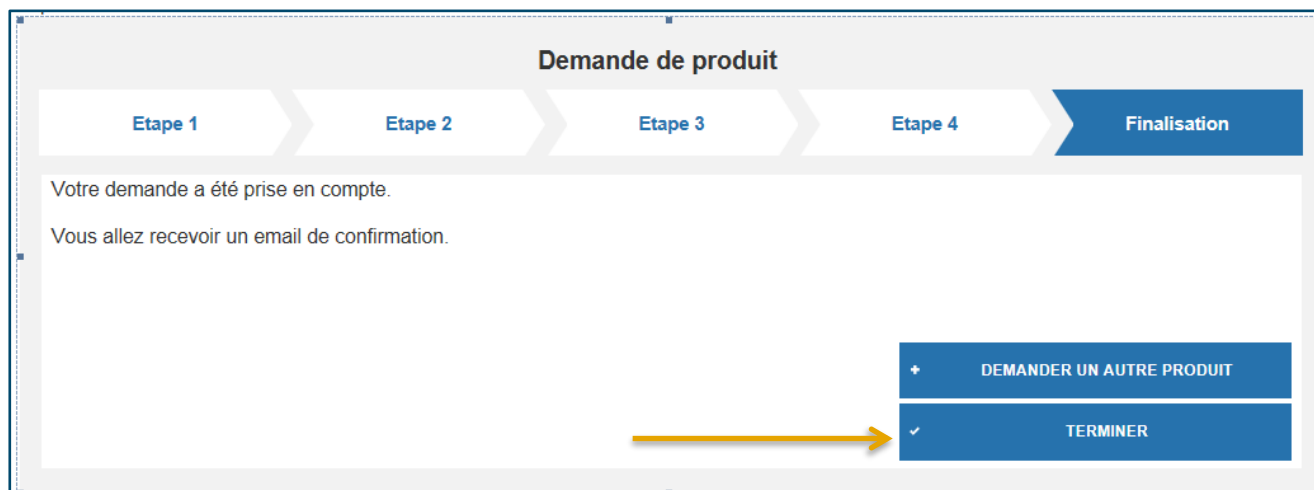 Demande de produit
Etape 1
Etape 2
Etape 3
Etape 4
Finalisation
Votre demande a été prise en compte.
Vous allez recevoir un email de confirmation.
DEMANDER UN AUTRE PRODUIT
TERMINER